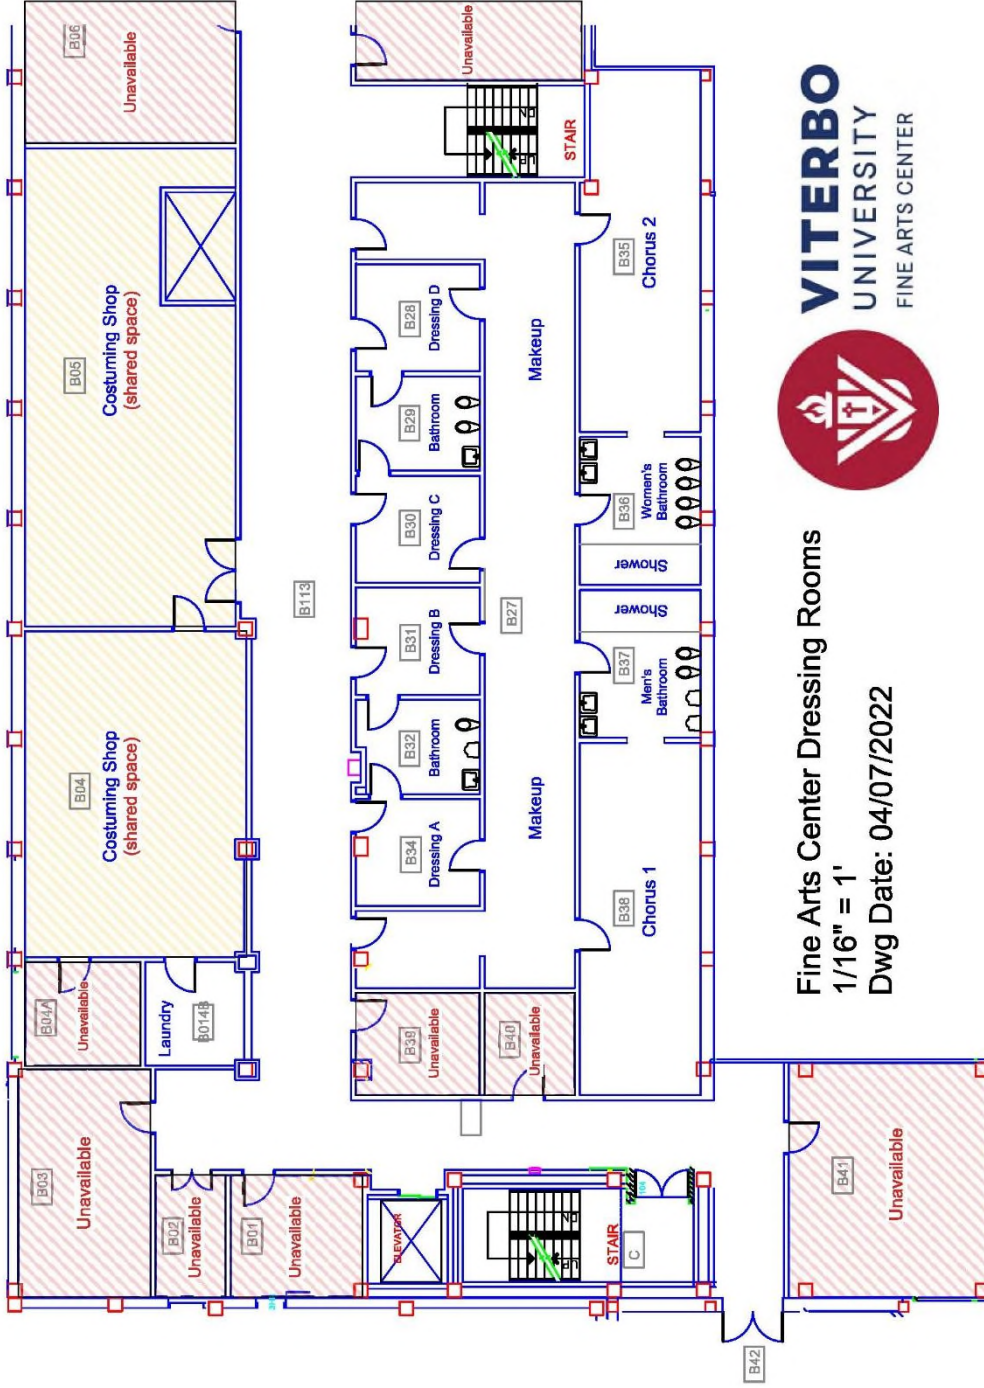 B03
Unavailable
B04A
Unavailable
B04
Costuming Shop
(shared space)
B05
Costuming Shop
(shared space)
B06
Unavailable
B02
Unavailable
Laundry
B014B
B01
Unavailable
B113
ELEVATOR
B39
Unavailable
B34
Dressing A
B32
Bathroom
B31
Dressing B
B30
Dressing C
B29
Bathroom
B28
Dressing D
Unavailable
UP
DN
STAIR
C
B40
Unavailable
Makeup
B27
Makeup
UP
DN
STAIR
104
B38
Chorus 1
B37
Men's
Bathroom
Shower
Shower
B36
Women's
Bathroom
B35
Chorus 2
B42
B41
Unavailable
Fine Arts Center Dressing Rooms
1/16" = 1'
Dwg Date: 04/07/2022
VITERBO
UNIVERSITY
FINE ARTS CENTER